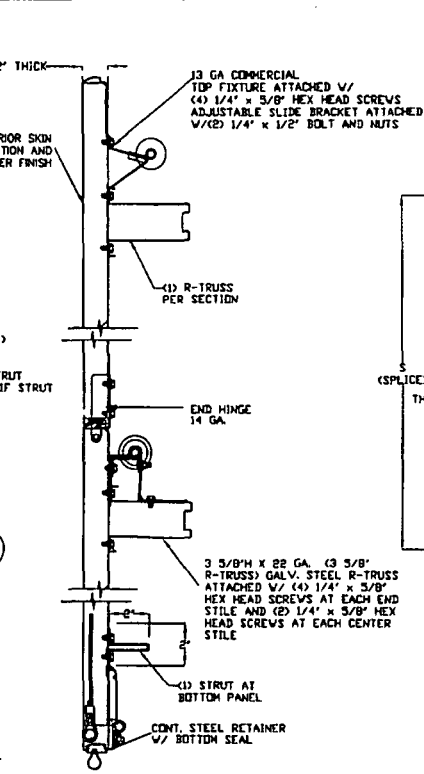 2" THICK
13 GA COMMERCIAL
TOP FIXTURE ATTACHED W/
(4) 1/4" x 5/8" HEX HEAD SCREWS
ADJUSTABLE SLIDE BRACKET ATTACHED
W/(2) 1/4" x 1/2" BOLT AND NUTS
RIOR SKIN
TION AND
ER FINISH
(1) R-TRUSS
PER SECTION
)
RUT
IF STRUT
S
(SPLICE
TH
END HINGE
14 GA.
3 5/8"H X 22 GA. (3 5/8"
R-TRUSS) GALV. STEEL R-TRUSS
ATTACHED W/ (4) 1/4" x 5/8"
HEX HEAD SCREWS AT EACH END
STILE AND (2) 1/4" x 5/8" HEX
HEAD SCREWS AT EACH CENTER
STILE
2"
2"
(1) STRUT AT
BOTTOM PANEL
CONT. STEEL RETAINER
W/ BOTTOM SEAL